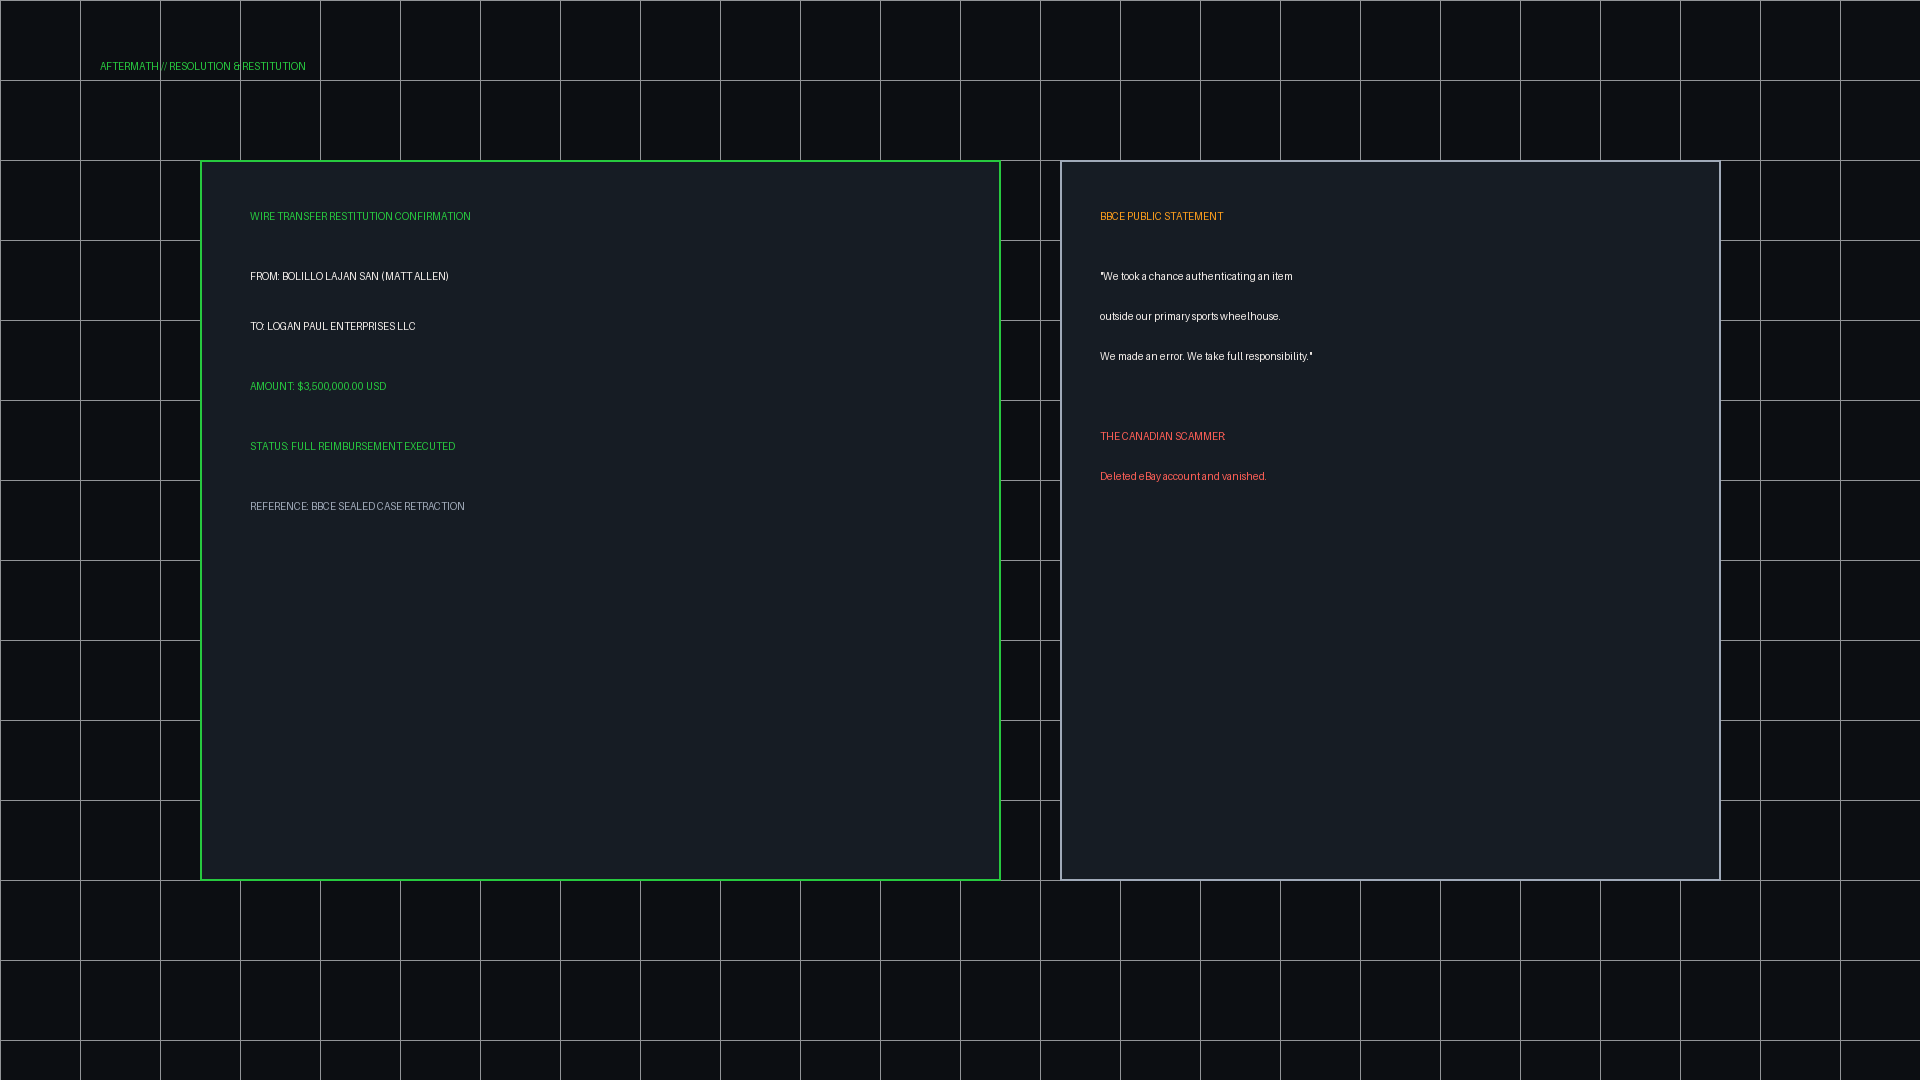 AFTERMATH // RESOLUTION & RESTITUTION
WIRE TRANSFER RESTITUTION CONFIRMATION
FROM: BOLILLO LAJAN SAN (MATT ALLEN)
TO: LOGAN PAUL ENTERPRISES LLC
AMOUNT: $3,500,000.00 USD
STATUS: FULL REIMBURSEMENT EXECUTED
REFERENCE: BBCE SEALED CASE RETRACTION
BBCE PUBLIC STATEMENT
"We took a chance authenticating an item
outside our primary sports wheelhouse.
We made an error. We take full responsibility."
THE CANADIAN SCAMMER
Deleted eBay account and vanished.